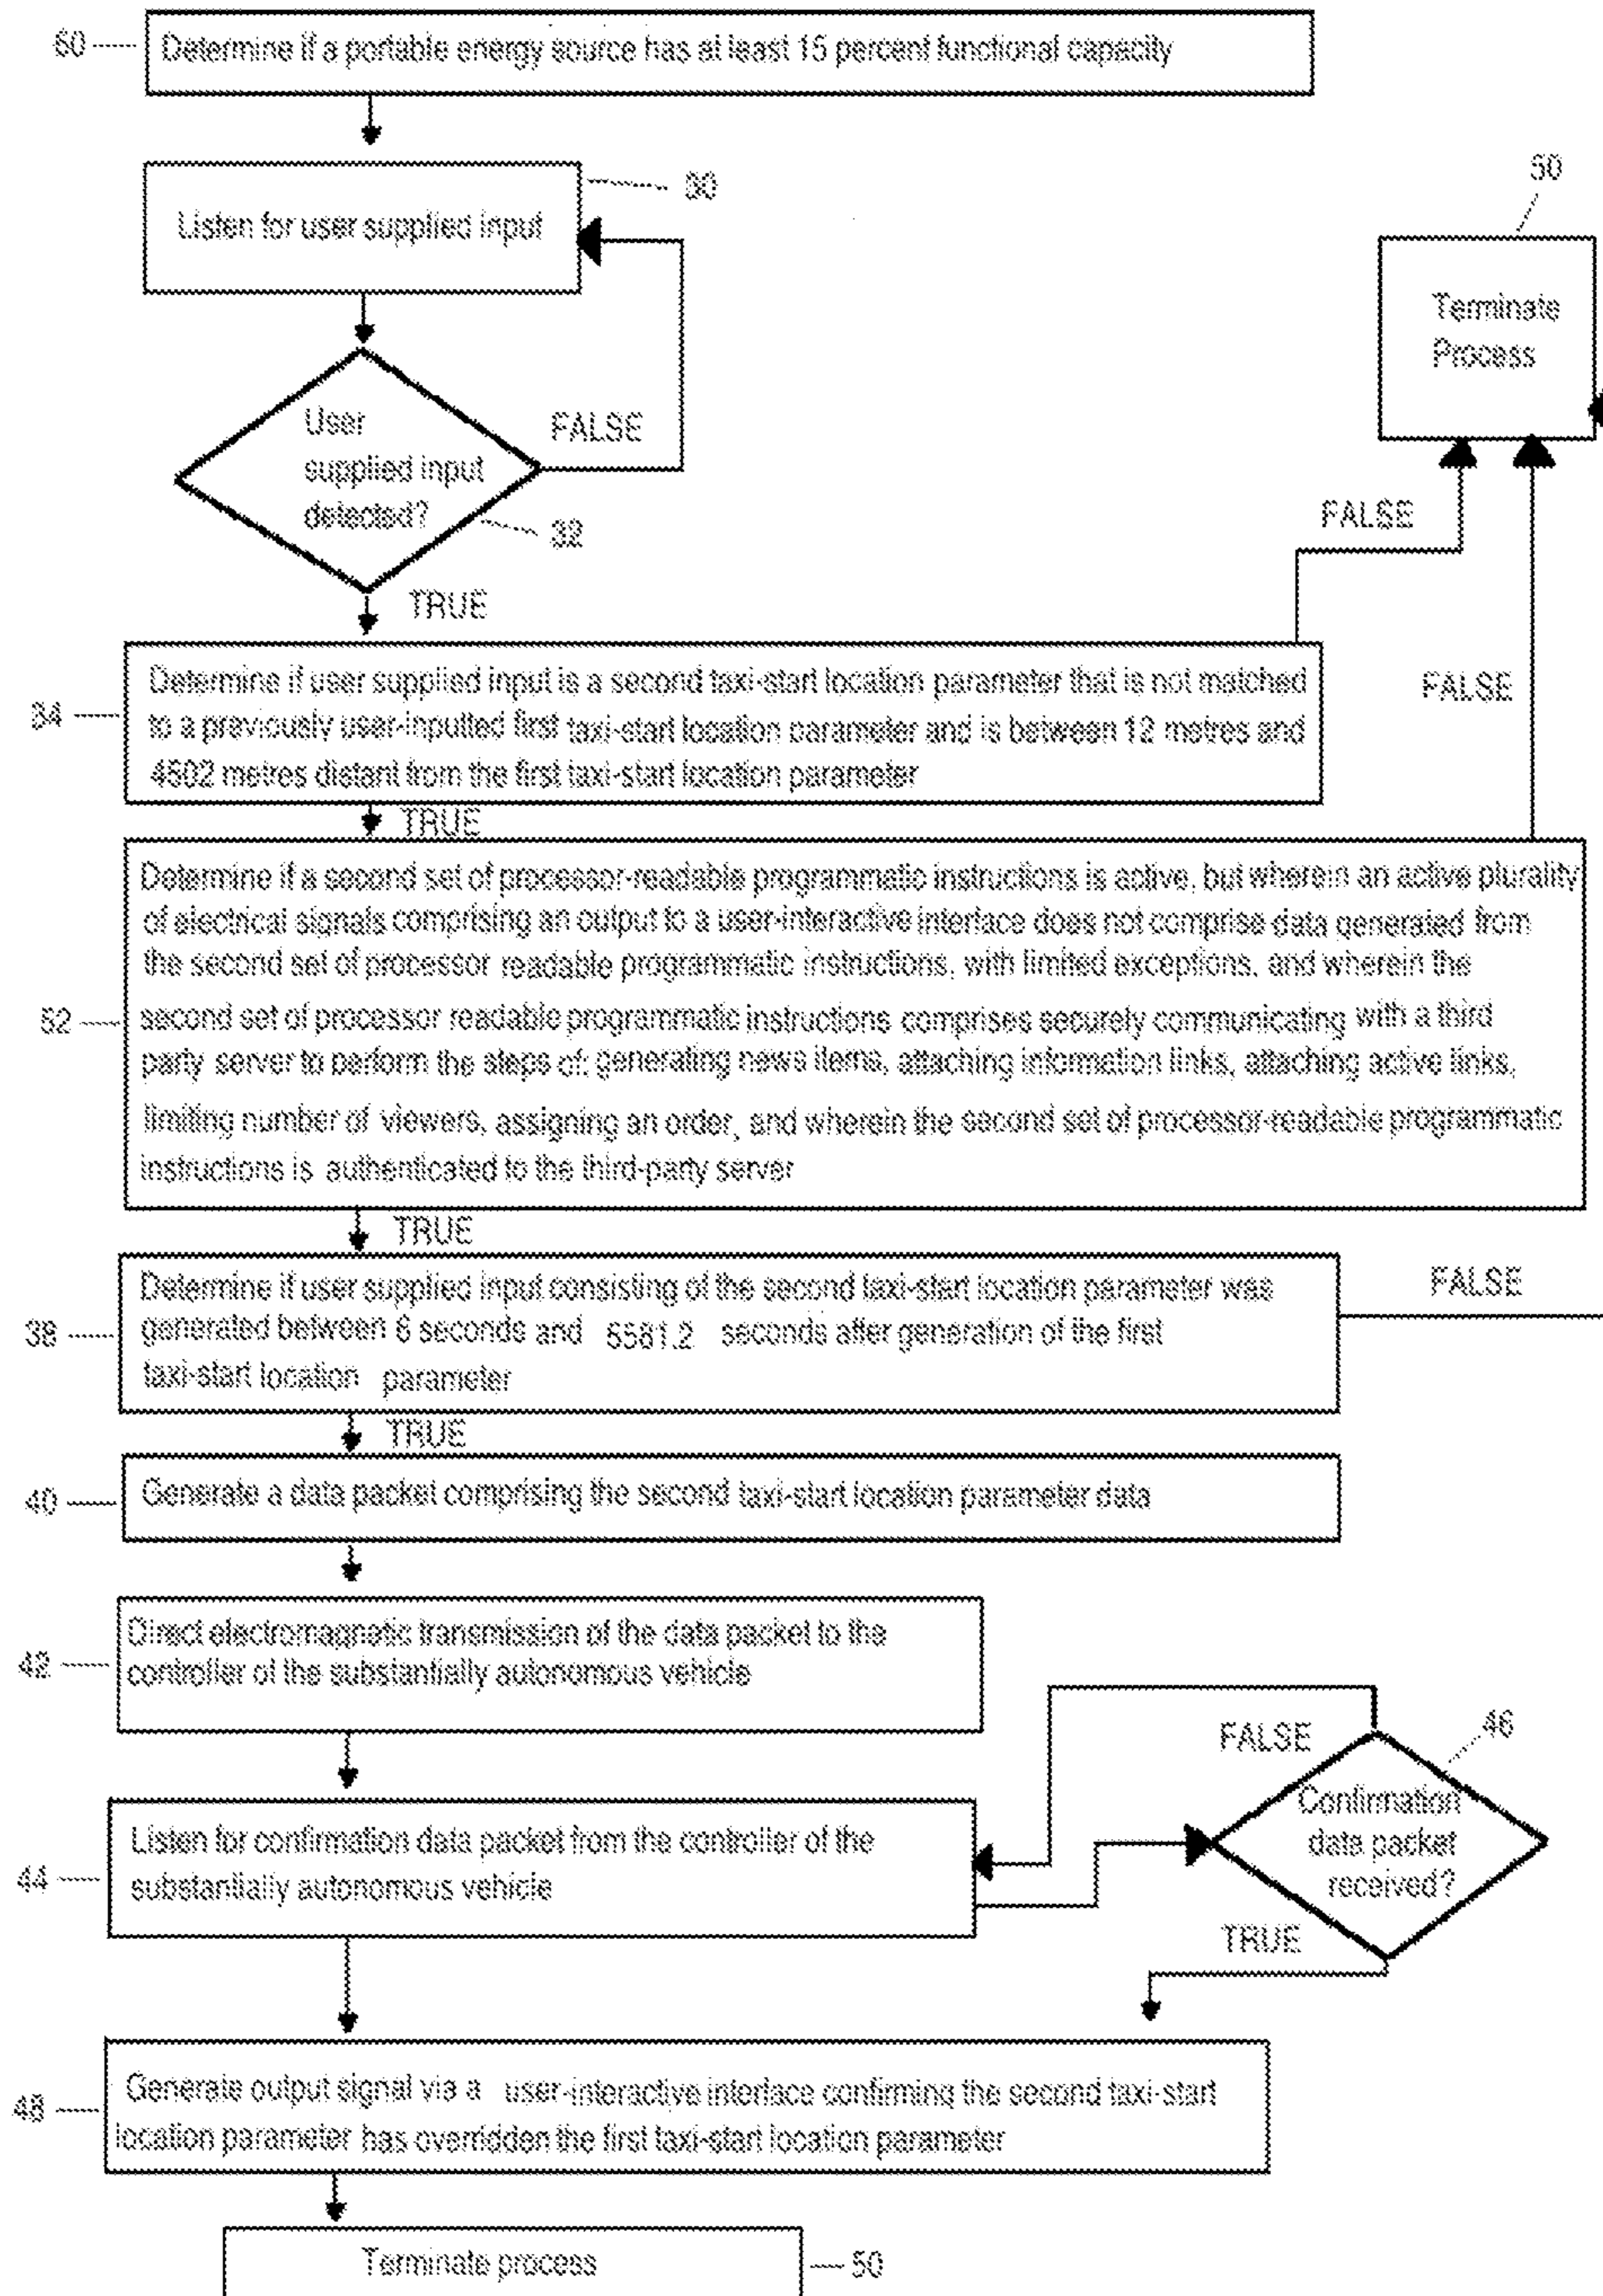 60
Determine if a portable energy source has at least 15 percent functional capacity
30
Listen for user supplied input
50
Terminate
Process
User
supplied input
detected?
FALSE
32
TRUE
FALSE
34
Determine if user supplied input is a second taxi-start location parameter that is not matched
to a previously user-inputted first taxi-start location parameter and is between 12 metres and
4502 metres distant from the first taxi-start location parameter
FALSE
TRUE
52
Determine if a second set of processor-readable programmatic instructions is active, but wherein an active plurality
of electrical signals comprising an output to a user-interactive interface does not comprise data generated from
the second set of processor readable programmatic instructions, with limited exceptions, and wherein the
second set of processor readable programmatic instructions comprises securely communicating with a third
party server to perform the steps of: generating news items, attaching information links, attaching active links,
limiting number of viewers, assigning an order, and wherein the second set of processor-readable programmatic
instructions is authenticated to the third-party server
TRUE
38
Determine if user supplied input consisting of the second taxi-start location parameter was
generated between 6 seconds and 5581.2 seconds after generation of the first
taxi-start location parameter
FALSE
TRUE
40
Generate a data packet comprising the second taxi-start location parameter data
42
Direct electromagnetic transmission of the data packet to the
controller of the substantially autonomous vehicle
44
Listen for confirmation data packet from the controller of the
substantially autonomous vehicle
FALSE
46
Confirmation
data packet
received?
TRUE
48
Generate output signal via a user-interactive interface confirming the second taxi-start
location parameter has overridden the first taxi-start location parameter
Terminate process
50